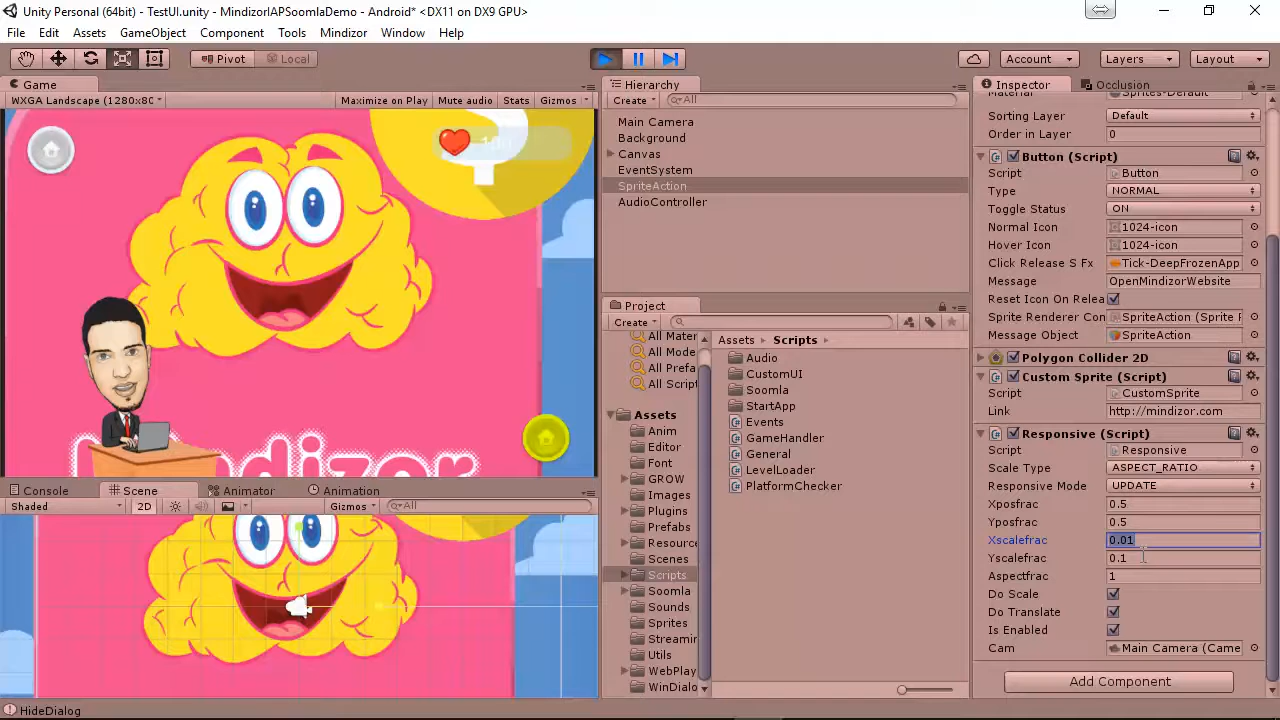 Unity Personal (64bit) - TestUI.unity - MindizorIAPSoomlaDemo - Android* <DX11 on DX9 GPU>
File Edit Assets GameObject Component Tools Mindizor Window Help
Pivot Local Account Layers Layout
Game
WXGA Landscape (1280x80 Maximize on Play Mute audio Stats Gizmos
Hierarchy
Create All
Main Camera
Background
Canvas
EventSystem
SpriteAction
AudioController
Project
Create
All Mater
All Mode
All Prefa
All Script
Assets
Anim
Editor
Font
GROW
Images
Plugins
Prefabs
Resource
Scenes
Scripts
Soomla
Sounds
Sprites
Streamin
Utils
WebPlay
WinDialo
Assets Scripts
Audio
CustomUI
Soomla
StartApp
Events
GameHandler
General
LevelLoader
PlatformChecker
Inspector Occlusion
Material Sprites-Default
Sorting Layer Default
Order in Layer 0
Button (Script)
Script Button
Type NORMAL
Toggle Status ON
Normal Icon 1024-icon
Hover Icon 1024-icon
Click Release S Fx Tick-DeepFrozenApp
Message OpenMindizorWebsite
Reset Icon On Relea
Sprite Renderer Con SpriteAction (Sprite R
Message Object SpriteAction
Polygon Collider 2D
Custom Sprite (Script)
Script CustomSprite
Link http://mindizor.com
Responsive (Script)
Script Responsive
Scale Type ASPECT_RATIO
Responsive Mode UPDATE
Xposfrac 0.5
Yposfrac 0.5
Xscalefrac 0.01
Yscalefrac 0.1
Aspectfrac 1
Do Scale
Do Translate
Is Enabled
Cam Main Camera (Came
Add Component
Console Scene Animator Animation
Shaded 2D Gizmos All
HideDialog